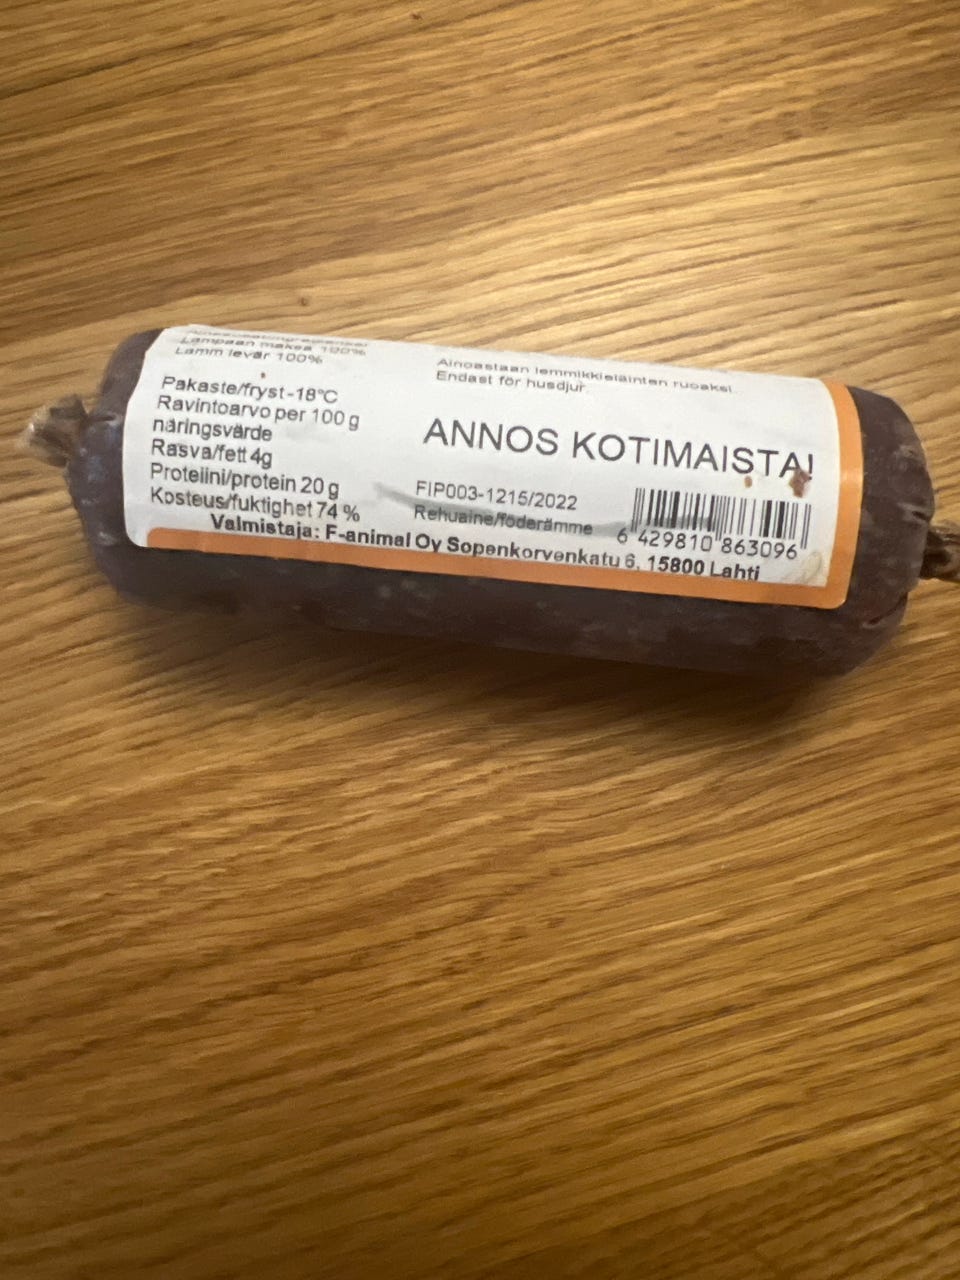 Lampaan maksa 100%
Lamm levär 100%
Pakaste/fryst -18°C
Ravintoarvo per 100 g
näringsvärde
Rasva/fett 4g
Proteiini/protein 20 g
Kosteus/fuktighet 74 %
Ainoastaan lemmikkieläinten ruoaksi.
Endast för husdjur.
ANNOS KOTIMAISTA!
FIP003-1215/2022
Rehuaine/foderämme
6 429810 863096
Valmistaja: F-animal Oy Sopenkorvenkatu 6, 15800 Lahti